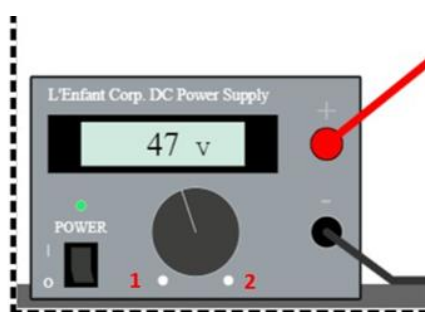 L'Enfant Corp. DC Power Supply
+
47 v
-
POWER
I
O
1 2